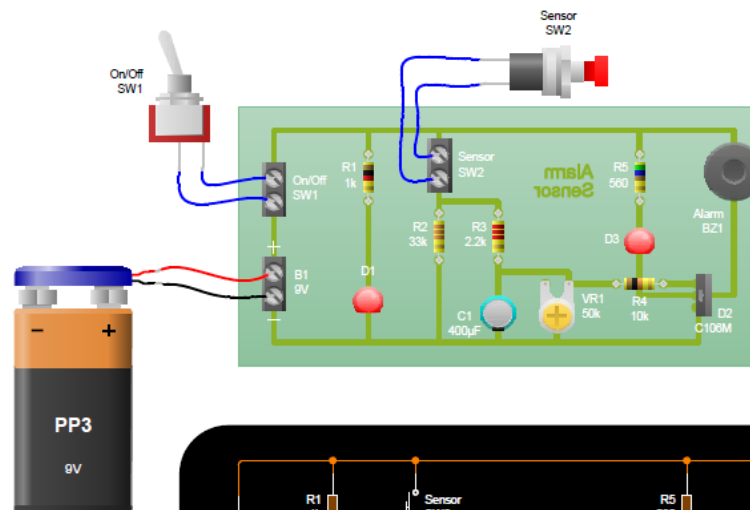 Sensor
SW2
On/Off
SW1
R1
1k
Sensor
SW2
Alarm
Sensor
R5
560
On/Off
SW1
Alarm
BZ1
R2
33k
R3
2.2k
D3
+
B1
9V
−
D1
C1
400µF
VR1
50k
R4
10k
D2
C106M
− +
PP3
9V
R1
Sensor
R5